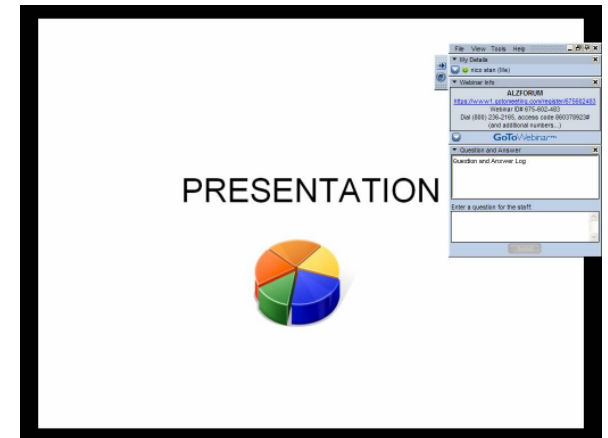 File View Tools Help
My Details
nico stan (Me)
Webinar Info
ALZFORUM
https://www1.gotomeeting.com/register/675602483
Webinar ID# 675-602-483
Dial (888) 236-2165, access code 860378923#
(and additional numbers...)
GoToWebinar™
Question and Answer
Question and Answer Log
Enter a question for the staff
PRESENTATION